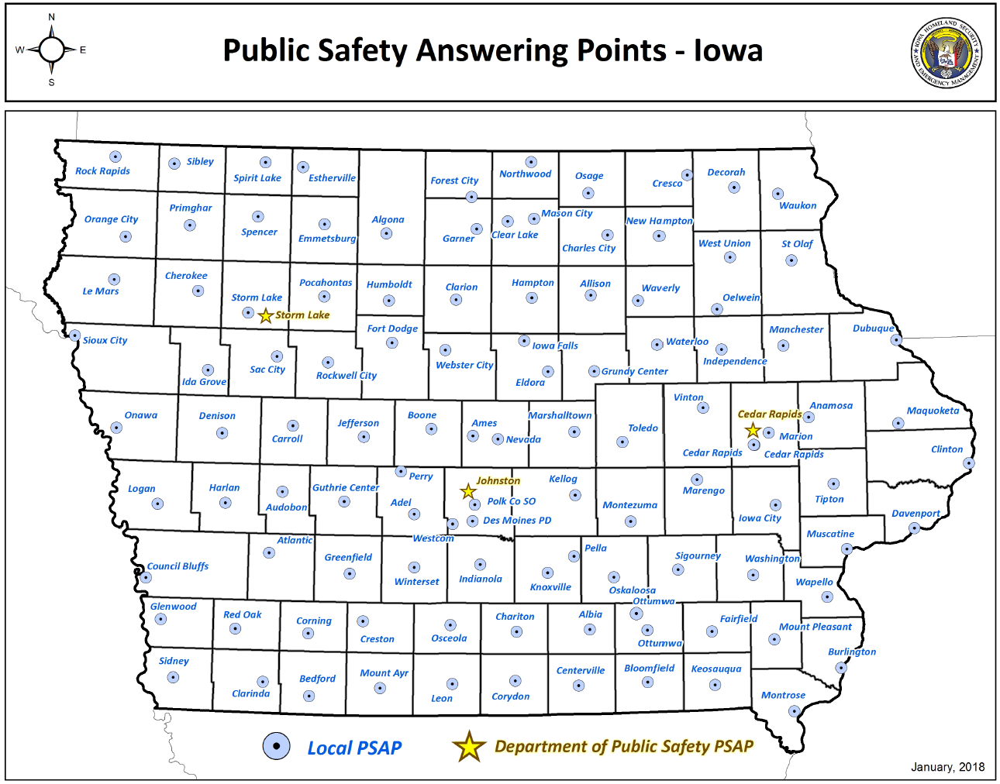 N
W E
S
Public Safety Answering Points - Iowa
IOWA HOMELAND SECURITY
AND EMERGENCY MANAGEMENT
Rock Rapids
Sibley
Spirit Lake
Estherville
Forest City
Northwood
Osage
Cresco
Decorah
Waukon
Orange City
Primghar
Spencer
Emmetsburg
Algona
Garner
Clear Lake
Mason City
Charles City
New Hampton
West Union
St Olaf
Le Mars
Cherokee
Storm Lake
Storm Lake
Pocahontas
Humboldt
Clarion
Hampton
Allison
Waverly
Oelwein
Sioux City
Ida Grove
Sac City
Rockwell City
Fort Dodge
Webster City
Iowa Falls
Eldora
Grundy Center
Waterloo
Independence
Manchester
Dubuque
Onawa
Denison
Carroll
Jefferson
Boone
Ames
Nevada
Marshalltown
Toledo
Vinton
Cedar Rapids
Marion
Cedar Rapids
Cedar Rapids
Anamosa
Maquoketa
Clinton
Logan
Harlan
Audobon
Guthrie Center
Perry
Adel
Johnston
Polk Co SO
Des Moines PD
Westcom
Kellog
Montezuma
Marengo
Iowa City
Tipton
Davenport
Muscatine
Council Bluffs
Atlantic
Greenfield
Winterset
Indianola
Knoxville
Pella
Oskaloosa
Sigourney
Washington
Wapello
Glenwood
Red Oak
Corning
Creston
Osceola
Chariton
Albia
Ottumwa
Ottumwa
Fairfield
Mount Pleasant
Burlington
Sidney
Clarinda
Bedford
Mount Ayr
Leon
Corydon
Centerville
Bloomfield
Keosauqua
Montrose
Local PSAP
Department of Public Safety PSAP
January, 2018